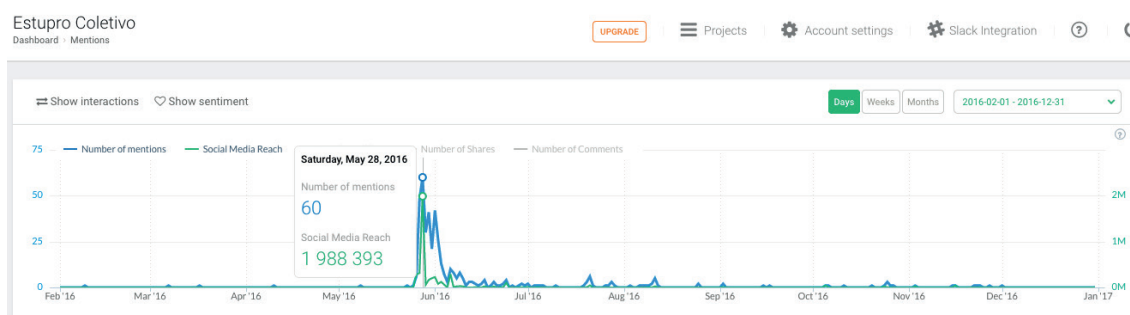 Estupro Coletivo
Dashboard › Mentions
UPGRADE
Projects
Account settings
Slack Integration
?
Show interactions
Show sentiment
Days
Weeks
Months
2016-02-01 - 2016-12-31
?
Number of mentions
Social Media Reach
Number of Shares
Number of Comments
Saturday, May 28, 2016
Number of mentions
60
Social Media Reach
1 988 393
75
50
25
0
2M
1M
0M
Feb'16 Mar'16 Apr'16 May'16 Jun'16 Jul'16 Aug'16 Sep'16 Oct'16 Nov'16 Dec'16 Jan'17